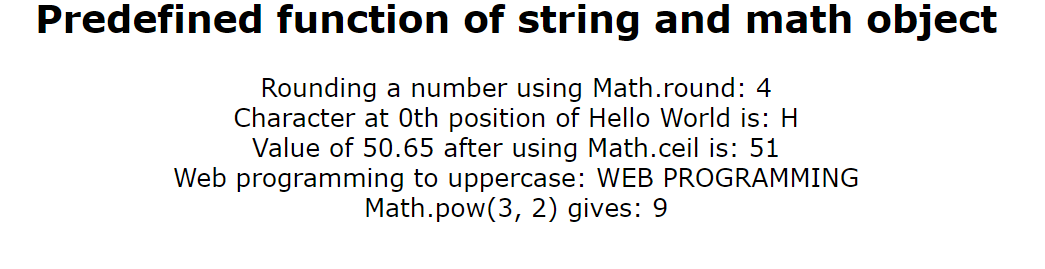 Predefined function of string and math object
Rounding a number using Math.round: 4
Character at 0th position of Hello World is: H
Value of 50.65 after using Math.ceil is: 51
Web programming to uppercase: WEB PROGRAMMING
Math.pow(3, 2) gives: 9